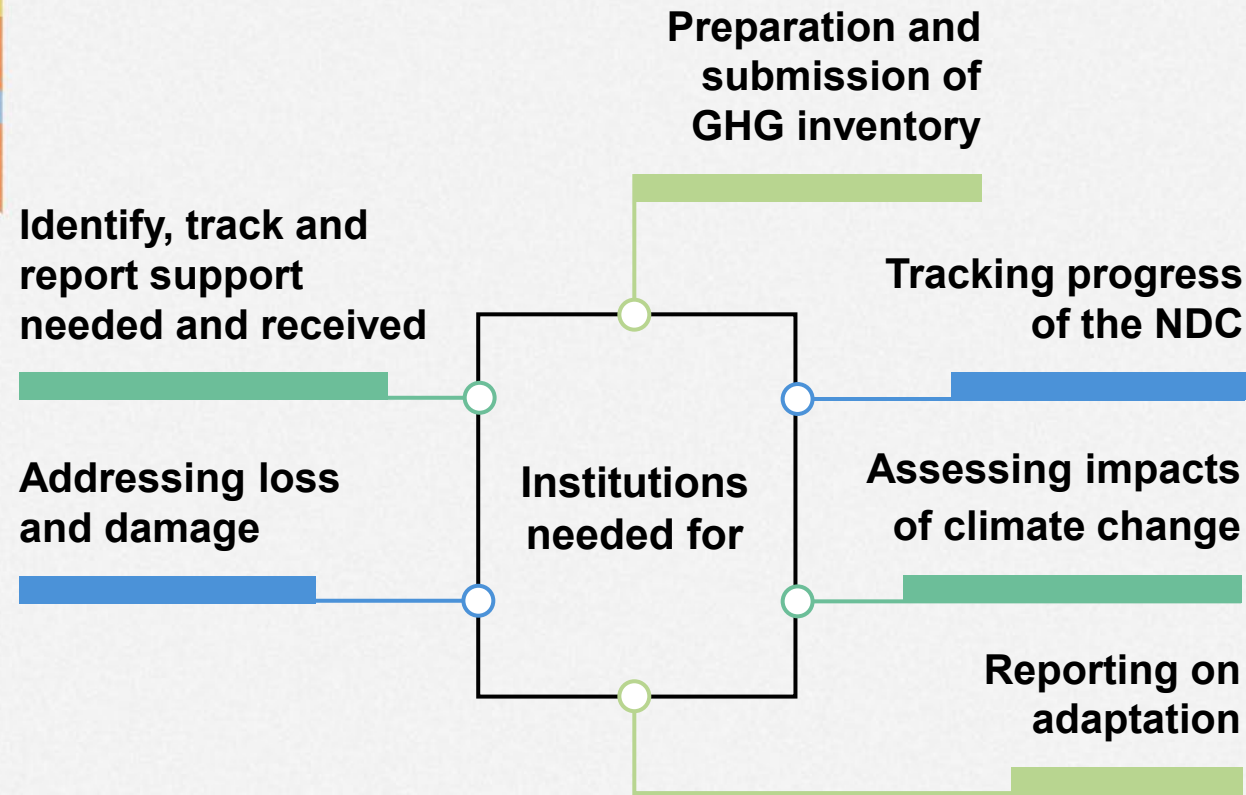 Preparation and
submission of
GHG inventory
Identify, track and
report support
needed and received
Tracking progress
of the NDC
Addressing loss
and damage
Institutions
needed for
Assessing impacts
of climate change
Reporting on
adaptation